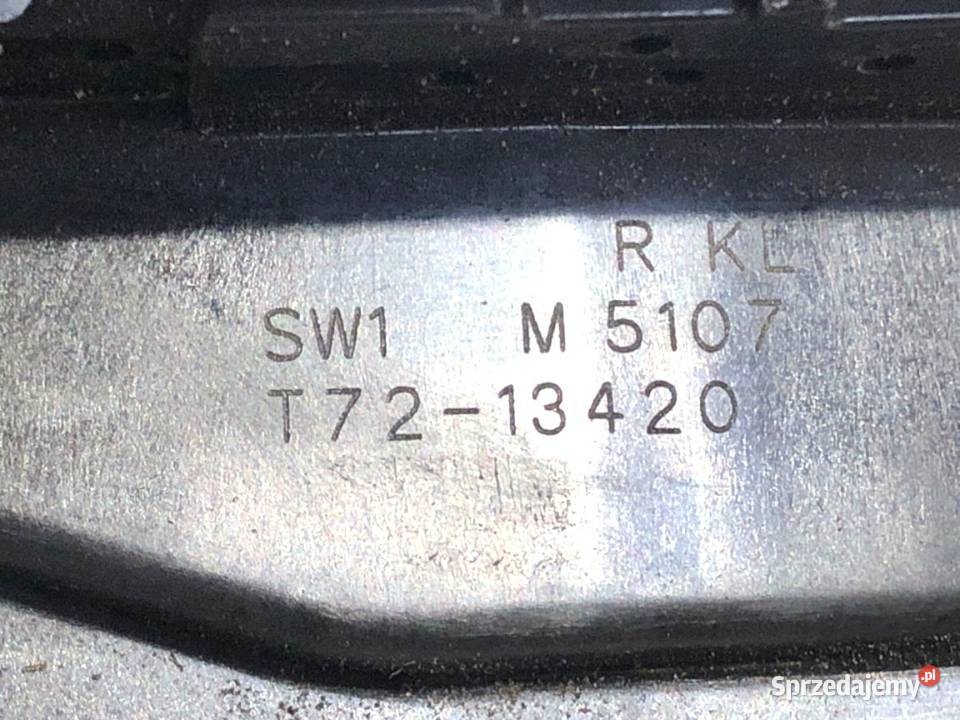 R KL
SW1 M 5107
T72-13420
Sprzedajemy.pl